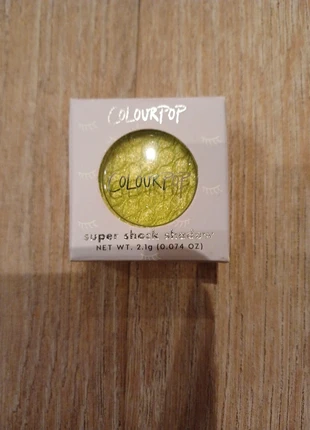 COLOURPOP
COLOURPOP
super shock shadow
NET WT. 2.1g (0.074 OZ)